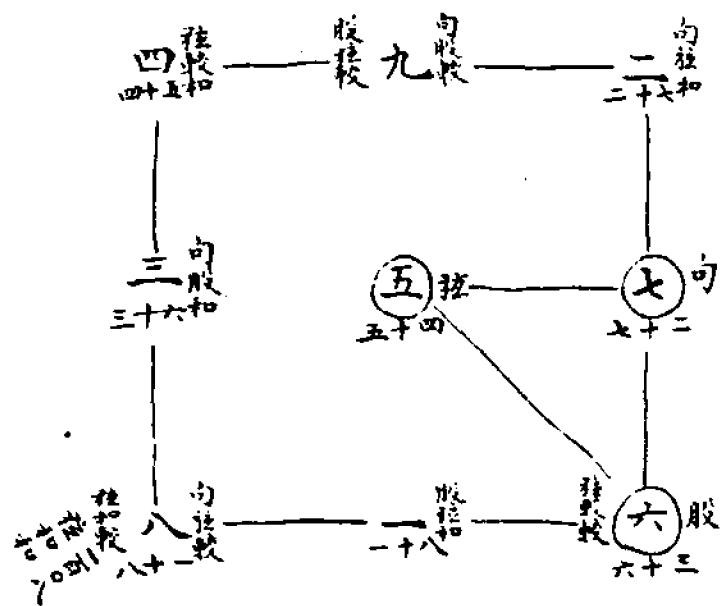 四
弦較和
四十五
股弦較
九
句股較
二
句弦和
二十七
三
句股和
三十六
五
弦
五十四
七
句
七十二
弦和較
八
句弦較
八十一
弦和和
股弦和
一
一十八
弦較較
六
股
六十三